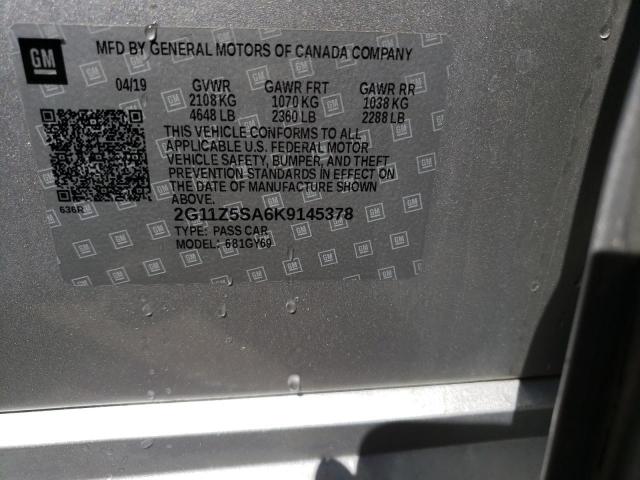 GM
MFD BY GENERAL MOTORS OF CANADA COMPANY
04/19 GVWR GAWR FRT GAWR RR
2108 KG 1070 KG 1038 KG
4648 LB 2360 LB 2288 LB
THIS VEHICLE CONFORMS TO ALL
APPLICABLE U.S. FEDERAL MOTOR
VEHICLE SAFETY, BUMPER, AND THEFT
PREVENTION STANDARDS IN EFFECT ON
THE DATE OF MANUFACTURE SHOWN
ABOVE.
636R
2G11Z5SA6K9145378
TYPE: PASS CAR
MODEL: 681GY69